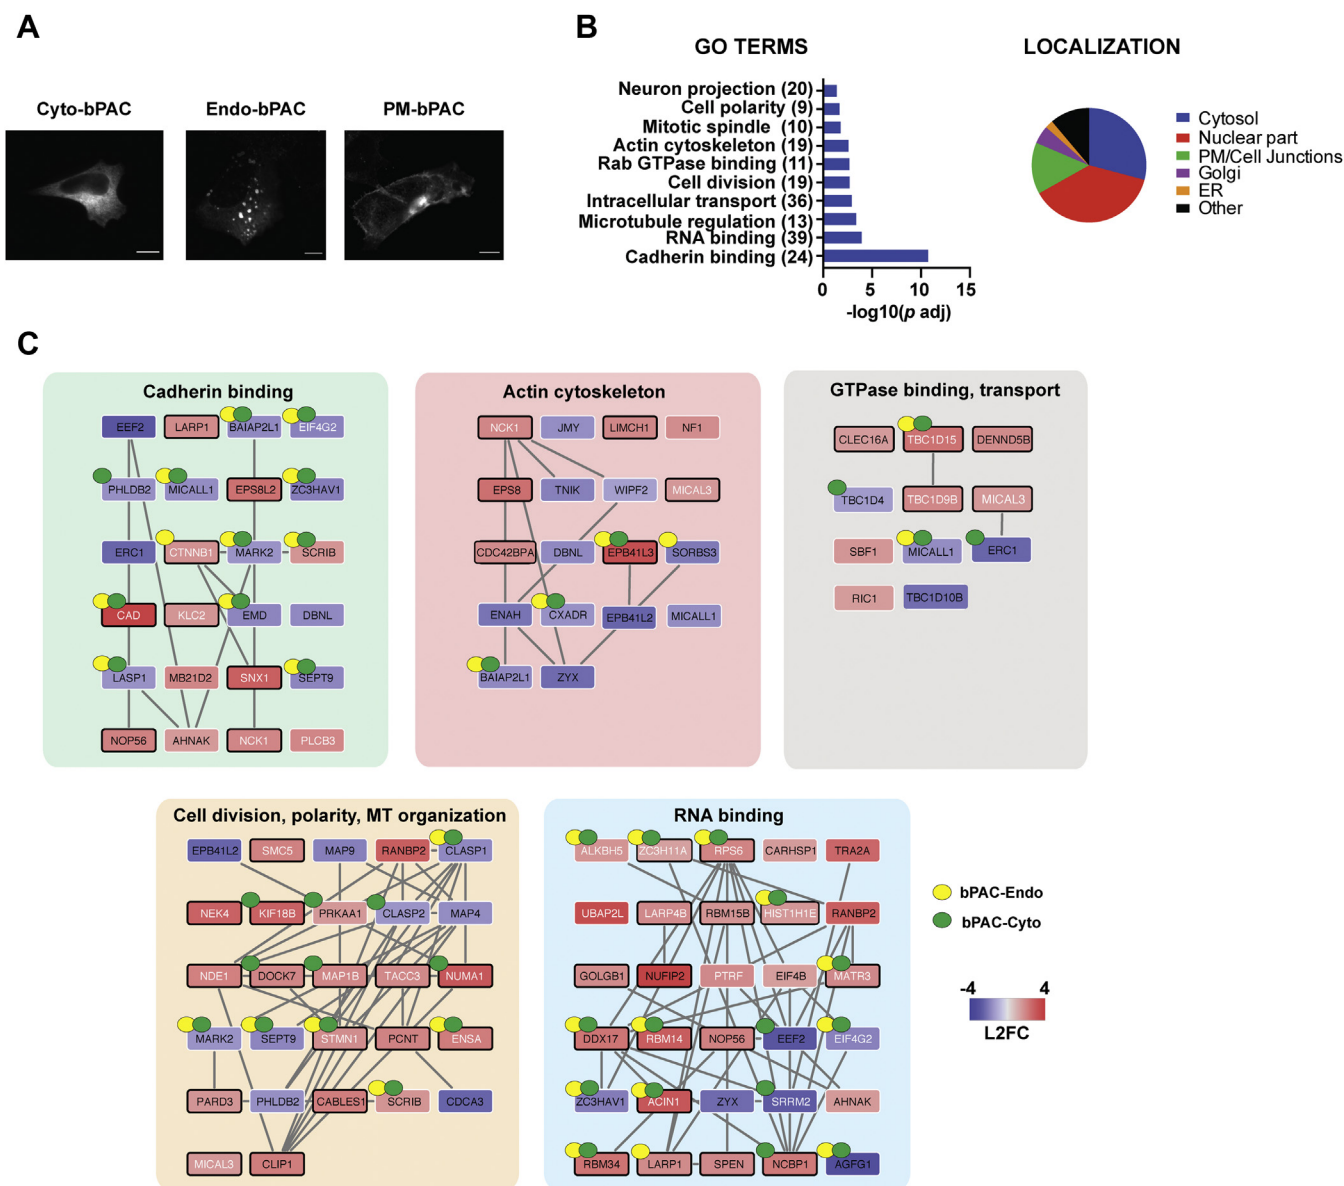 A
Cyto-bPAC
Endo-bPAC
PM-bPAC
B
GO TERMS
Neuron projection (20)
Cell polarity (9)
Mitotic spindle (10)
Actin cytoskeleton (19)
Rab GTPase binding (11)
Cell division (19)
Intracellular transport (36)
Microtubule regulation (13)
RNA binding (39)
Cadherin binding (24)
0 5 10 15
-log10(p adj)
LOCALIZATION
Cytosol
Nuclear part
PM/Cell Junctions
Golgi
ER
Other
C
Cadherin binding
EEF2 LARP1 BAIAP2L1 EIF4G2
PHLDB2 MICALL1 EPS8L2 ZC3HAV1
ERC1 CTNNB1 MARK2 SCRIB
CAD KLC2 EMD DBNL
LASP1 MB21D2 SNX1 SEPT9
NOP56 AHNAK NCK1 PLCB3
Actin cytoskeleton
NCK1 JMY LIMCH1 NF1
EPS8 TNIK WIPF2 MICAL3
CDC42BPA DBNL EPB41L3 SORBS3
ENAH CXADR EPB41L2 MICALL1
BAIAP2L1 ZYX
GTPase binding, transport
CLEC16A TBC1D15 DENND5B
TBC1D4 TBC1D9B MICAL3
SBF1 MICALL1 ERC1
RIC1 TBC1D10B
Cell division, polarity, MT organization
EPB41L2 SMC5 MAP9 RANBP2 CLASP1
NEK4 KIF18B PRKAA1 CLASP2 MAP4
NDE1 DOCK7 MAP1B TACC3 NUMA1
MARK2 SEPT9 STMN1 PCNT ENSA
PARD3 PHLDB2 CABLES1 SCRIB CDCA3
MICAL3 CLIP1
RNA binding
ALKBH5 ZC3H11A RPS6 CARHSP1 TRA2A
UBAP2L LARP4B RBM15B HIST1H1E RANBP2
GOLGB1 NUFIP2 PTRF EIF4B MATR3
DDX17 RBM14 NOP56 EEF2 EIF4G2
ZC3HAV1 ACIN1 ZYX SRRM2 AHNAK
RBM34 LARP1 SPEN NCBP1 AGFG1
bPAC-Endo
bPAC-Cyto
-4 4
L2FC